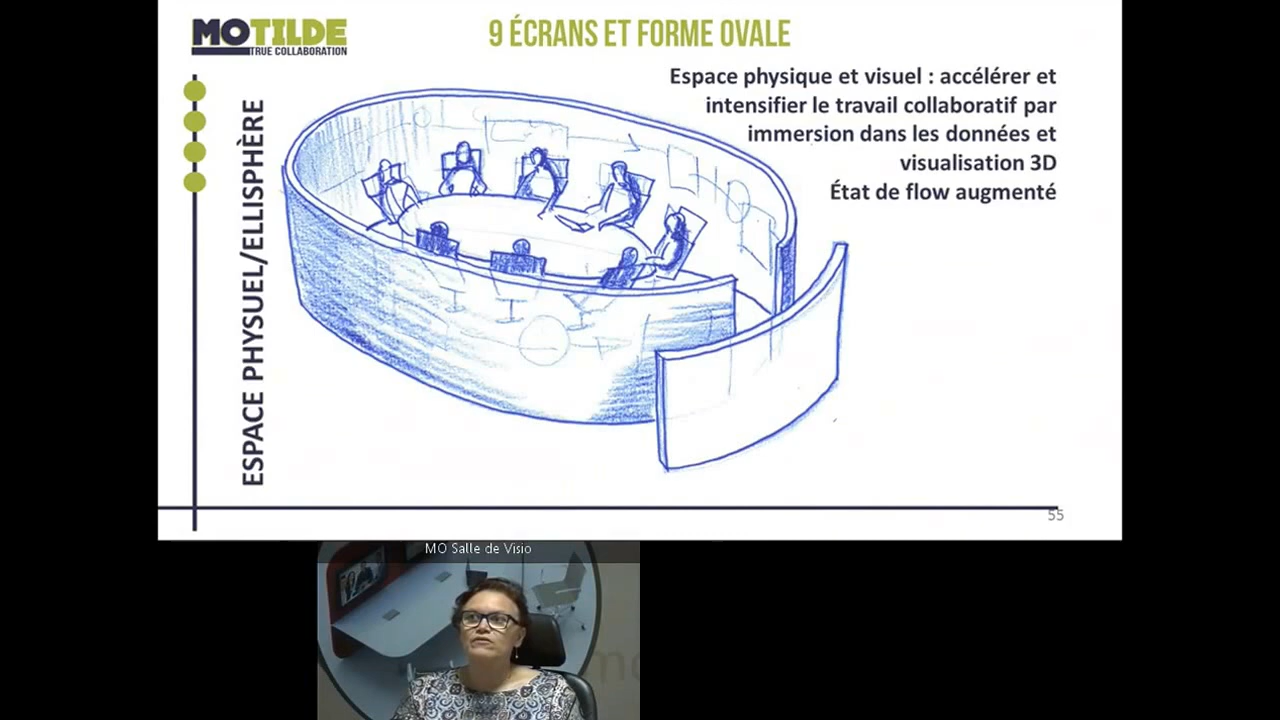 MOTILDE
TRUE COLLABORATION
9 ÉCRANS ET FORME OVALE
Espace physique et visuel : accélérer et
intensifier le travail collaboratif par
immersion dans les données et
visualisation 3D
État de flow augmenté
ESPACE PHYSUEL/ELLISPHÈRE
55
MO Salle de Visio